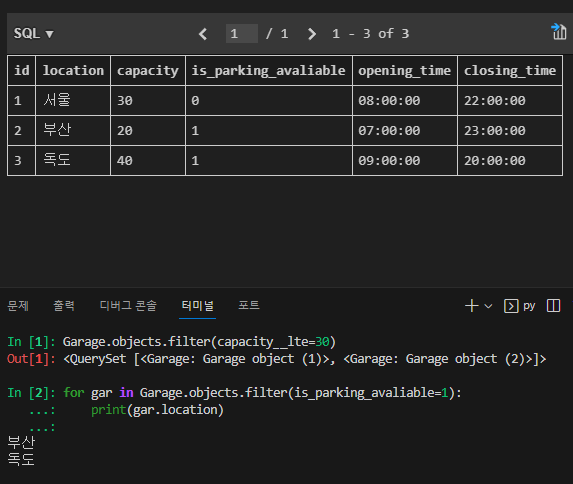 SQL ▼ < 1 / 1 > 1 - 3 of 3
id location capacity is_parking_avaliable opening_time closing_time
1 서울 30 0 08:00:00 22:00:00
2 부산 20 1 07:00:00 23:00:00
3 독도 40 1 09:00:00 20:00:00
문제 출력 디버그 콘솔 터미널 포트 py
In [1]: Garage.objects.filter(capacity__lte=30)
Out[1]: <QuerySet [<Garage: Garage object (1)>, <Garage: Garage object (2)>]>
In [2]: for gar in Garage.objects.filter(is_parking_avaliable=1):
...: print(gar.location)
...:
부산
독도